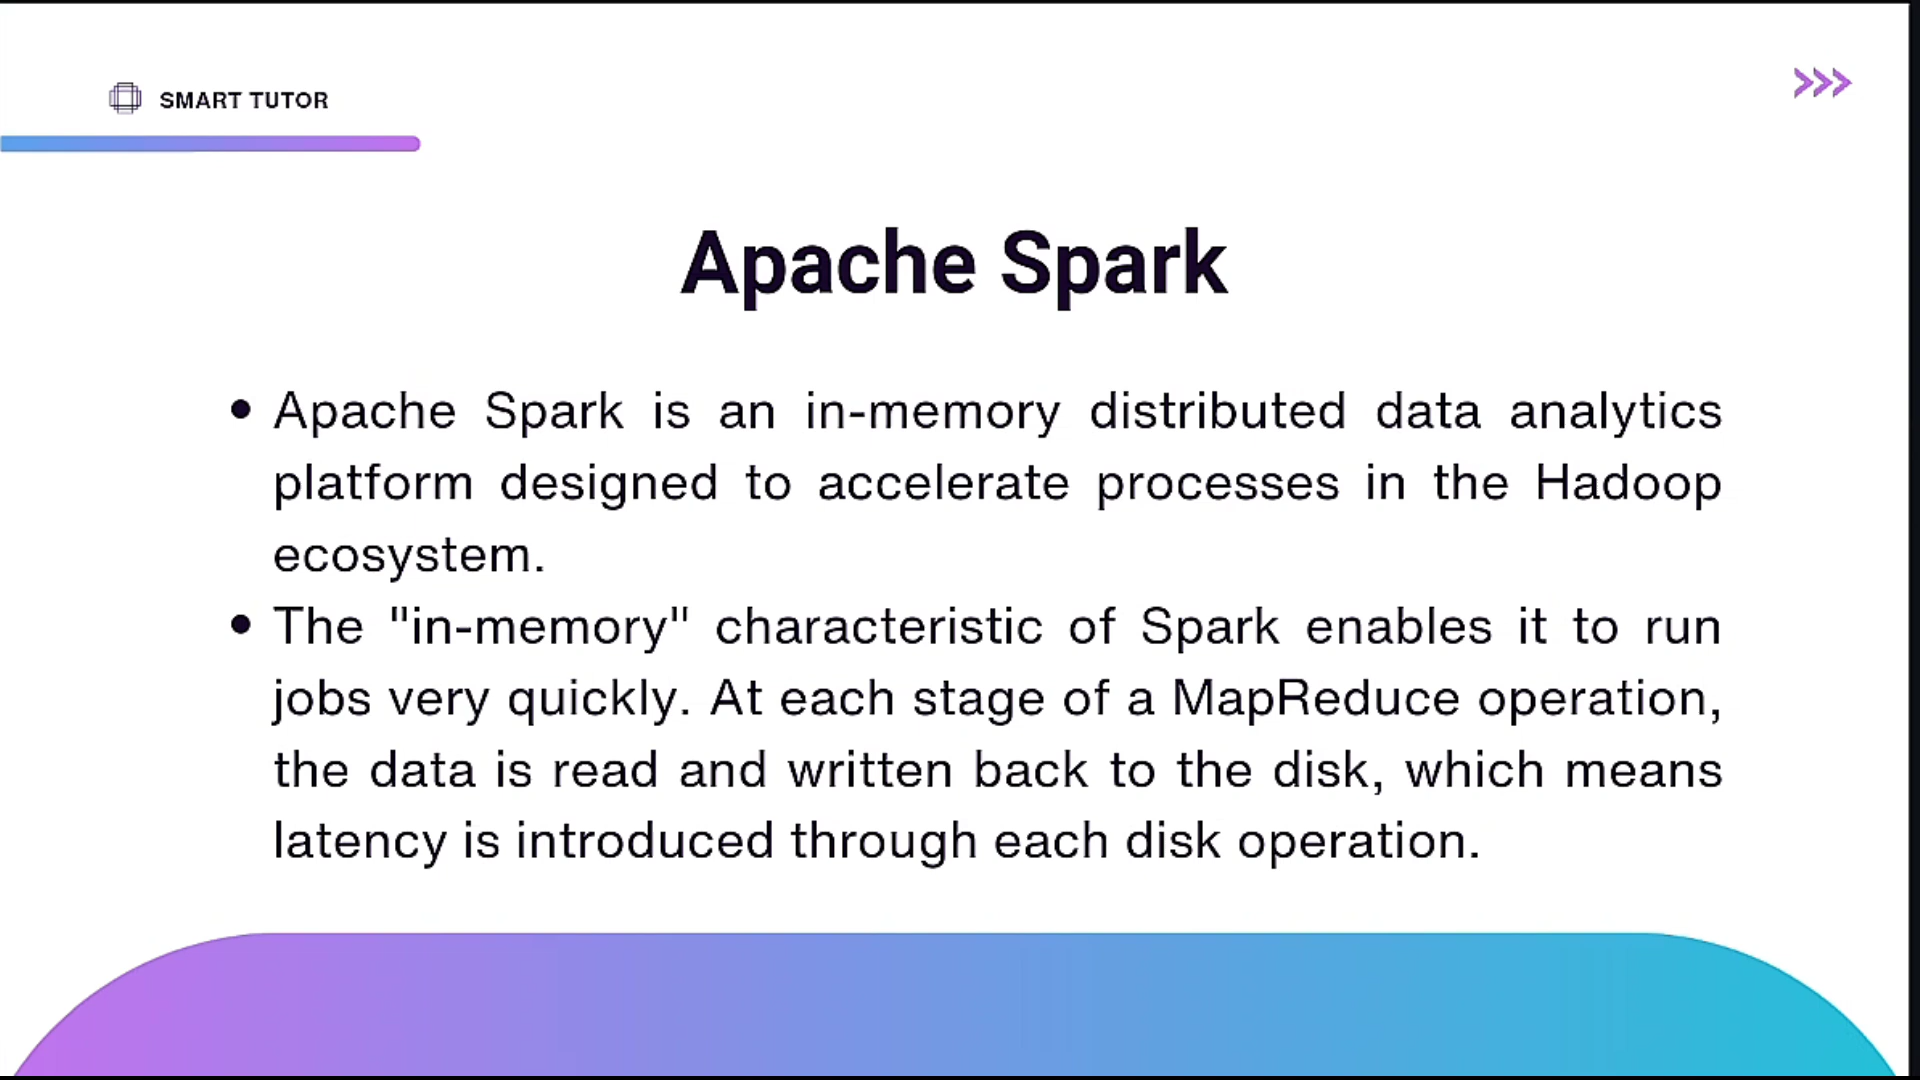 SMART TUTOR
Apache Spark
• Apache Spark is an in-memory distributed data analytics
platform designed to accelerate processes in the Hadoop
ecosystem.
• The "in-memory" characteristic of Spark enables it to run
jobs very quickly. At each stage of a MapReduce operation,
the data is read and written back to the disk, which means
latency is introduced through each disk operation.